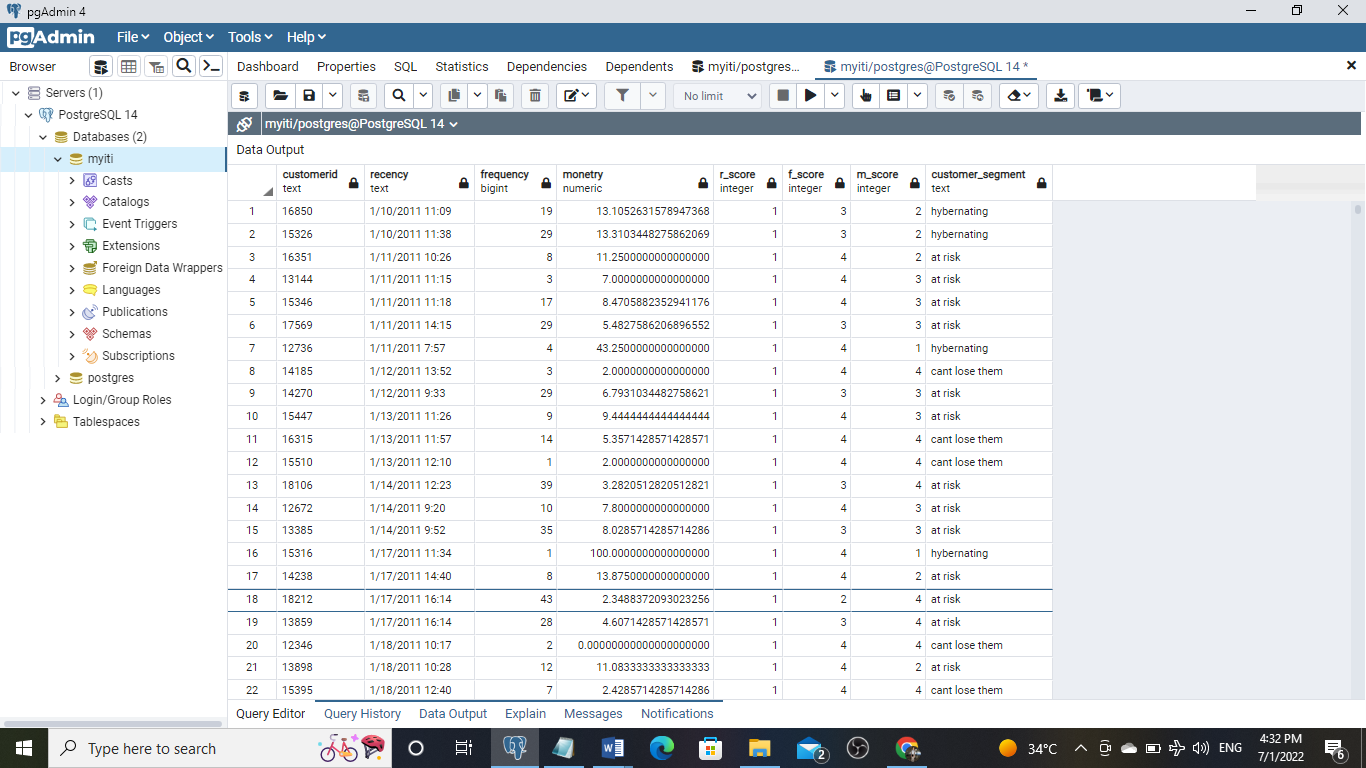 pgAdmin 4
pgAdmin File Object Tools Help
Browser Dashboard Properties SQL Statistics Dependencies Dependents myiti/postgres... myiti/postgres@PostgreSQL 14 *
Servers (1)
PostgreSQL 14
Databases (2)
myiti
Casts
Catalogs
Event Triggers
Extensions
Foreign Data Wrappers
Languages
Publications
Schemas
Subscriptions
postgres
Login/Group Roles
Tablespaces
No limit
myiti/postgres@PostgreSQL 14
Data Output
customerid recency frequency monetry r_score f_score m_score customer_segment
text text bigint numeric integer integer integer text
1 16850 1/10/2011 11:09 19 13.1052631578947368 1 3 2 hybernating
2 15326 1/10/2011 11:38 29 13.3103448275862069 1 3 2 hybernating
3 16351 1/11/2011 10:26 8 11.2500000000000000 1 4 2 at risk
4 13144 1/11/2011 11:15 3 7.0000000000000000 1 4 3 at risk
5 15346 1/11/2011 11:18 17 8.4705882352941176 1 4 3 at risk
6 17569 1/11/2011 14:15 29 5.4827586206896552 1 3 3 at risk
7 12736 1/11/2011 7:57 4 43.2500000000000000 1 4 1 hybernating
8 14185 1/12/2011 13:52 3 2.0000000000000000 1 4 4 cant lose them
9 14270 1/12/2011 9:33 29 6.7931034482758621 1 3 3 at risk
10 15447 1/13/2011 11:26 9 9.4444444444444444 1 4 3 at risk
11 16315 1/13/2011 11:57 14 5.3571428571428571 1 4 4 cant lose them
12 15510 1/13/2011 12:10 1 2.0000000000000000 1 4 4 cant lose them
13 18106 1/14/2011 12:23 39 3.2820512820512821 1 3 4 at risk
14 12672 1/14/2011 9:20 10 7.8000000000000000 1 4 3 at risk
15 13385 1/14/2011 9:52 35 8.0285714285714286 1 3 3 at risk
16 15316 1/17/2011 11:34 1 100.0000000000000000 1 4 1 hybernating
17 14238 1/17/2011 14:40 8 13.8750000000000000 1 4 2 at risk
18 18212 1/17/2011 16:14 43 2.3488372093023256 1 2 4 at risk
19 13859 1/17/2011 16:14 28 4.6071428571428571 1 3 4 at risk
20 12346 1/18/2011 10:17 2 0.00000000000000000000 1 4 4 cant lose them
21 13898 1/18/2011 10:28 12 11.0833333333333333 1 4 2 at risk
22 15395 1/18/2011 12:40 7 2.4285714285714286 1 4 4 cant lose them
Query Editor Query History Data Output Explain Messages Notifications
Type here to search
2
34°C ENG
4:32 PM
7/1/2022
6